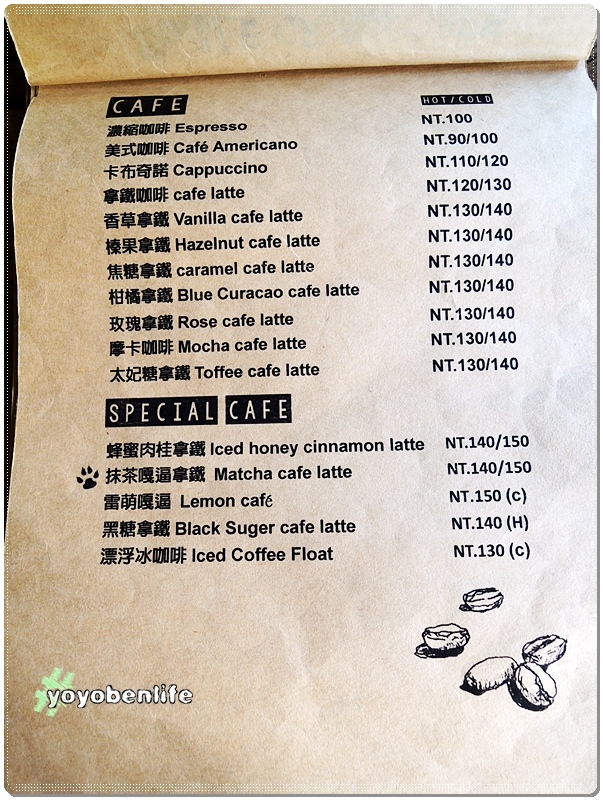 CAFE HOT/COLD
濃縮咖啡 Espresso NT.100
美式咖啡 Café Americano NT.90/100
卡布奇諾 Cappuccino NT.110/120
拿鐵咖啡 cafe latte NT.120/130
香草拿鐵 Vanilla cafe latte NT.130/140
榛果拿鐵 Hazelnut cafe latte NT.130/140
焦糖拿鐵 caramel cafe latte NT.130/140
柑橘拿鐵 Blue Curacao cafe latte NT.130/140
玫瑰拿鐵 Rose cafe latte NT.130/140
摩卡咖啡 Mocha cafe latte NT.130/140
太妃糖拿鐵 Toffee cafe latte NT.130/140
SPECIAL CAFE
蜂蜜肉桂拿鐵 Iced honey cinnamon latte NT.140/150
抹茶嘎逼拿鐵 Matcha cafe latte NT.140/150
雷萌嘎逼 Lemon café NT.150 (c)
黑糖拿鐵 Black Suger cafe latte NT.140 (H)
漂浮冰咖啡 Iced Coffee Float NT.130 (c)
#yoyobenlife